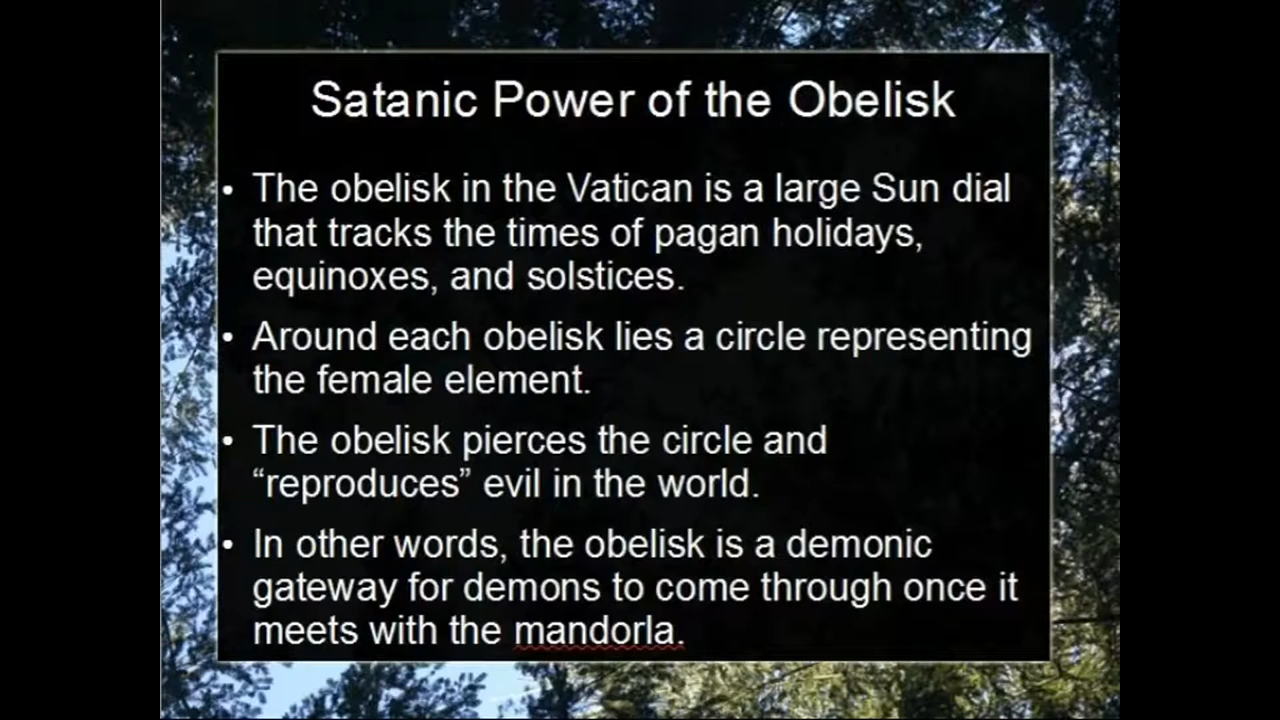 Satanic Power of the Obelisk
• The obelisk in the Vatican is a large Sun dial
that tracks the times of pagan holidays,
equinoxes, and solstices.
• Around each obelisk lies a circle representing
the female element.
• The obelisk pierces the circle and
“reproduces” evil in the world.
• In other words, the obelisk is a demonic
gateway for demons to come through once it
meets with the mandorla.